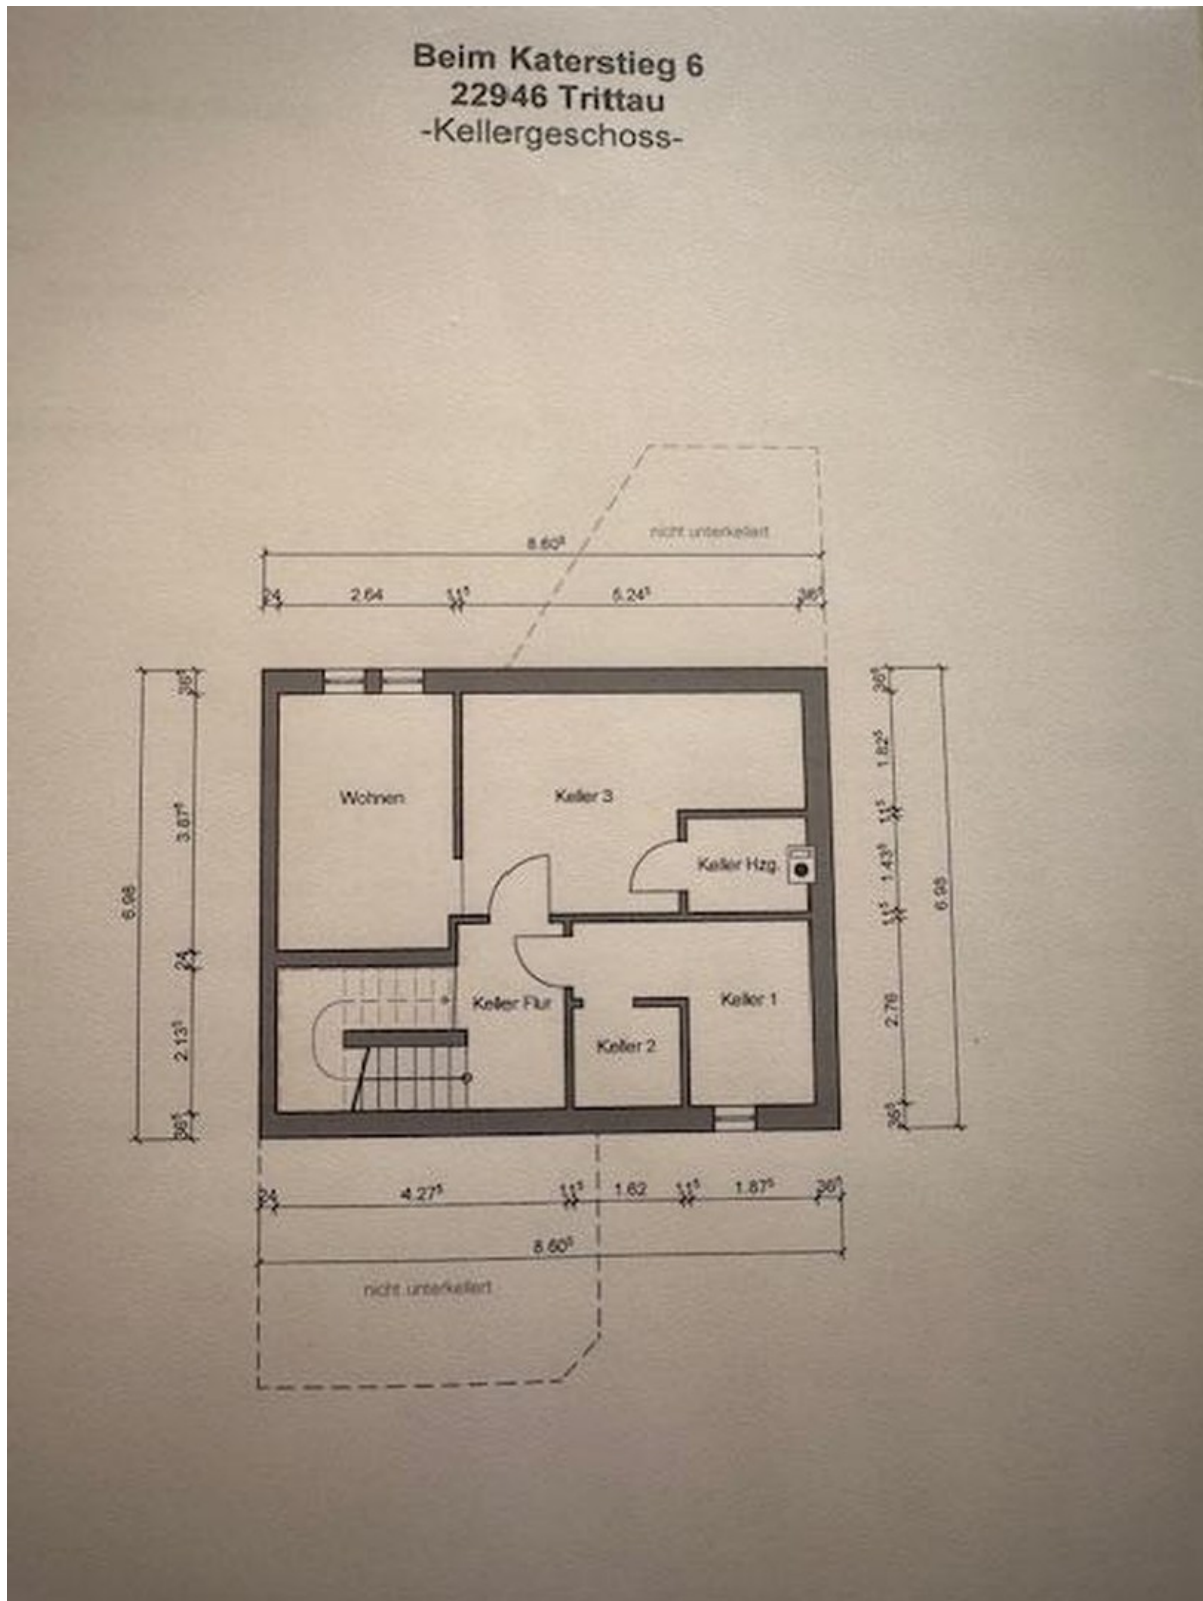 Beim Katerstieg 6
22946 Trittau
-Kellergeschoss-
nicht unterkellert
8.60⁵
24 2.64 11⁵ 5.24⁵ 36⁵
36⁵
3.87⁵
24
2.13⁵
36⁵
6.98
36⁵
1.82⁵
11⁵
1.43⁵
11⁵
2.76
36⁵
6.98
Wohnen
Keller 3
Keller Hzg.
Keller Flur
Keller 1
Keller 2
24 4.27⁵ 11⁵ 1.62 11⁵ 1.87⁵ 36⁵
8.60⁵
nicht unterkellert